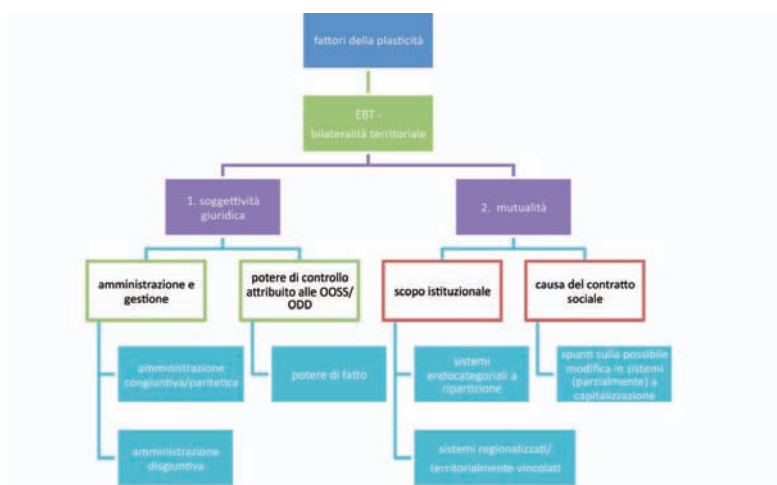 fattori della plasticità
EBT -
bilateralità territoriale
1. soggettività
giuridica
2. mutualità
amministrazione e
gestione
potere di controllo
attribuito alle OOSS/
ODD
scopo istituzionale
causa del contratto
sociale
amministrazione
congiuntiva/paritetica
potere di fatto
sistemi
endocategoriali a
ripartizione
spunti sulla possibile
modifica in sistemi
(parzialmente) a
capitalizzazione
amministrazione
disgiuntiva
sistemi regionalizzati/
territorialmente vincolati